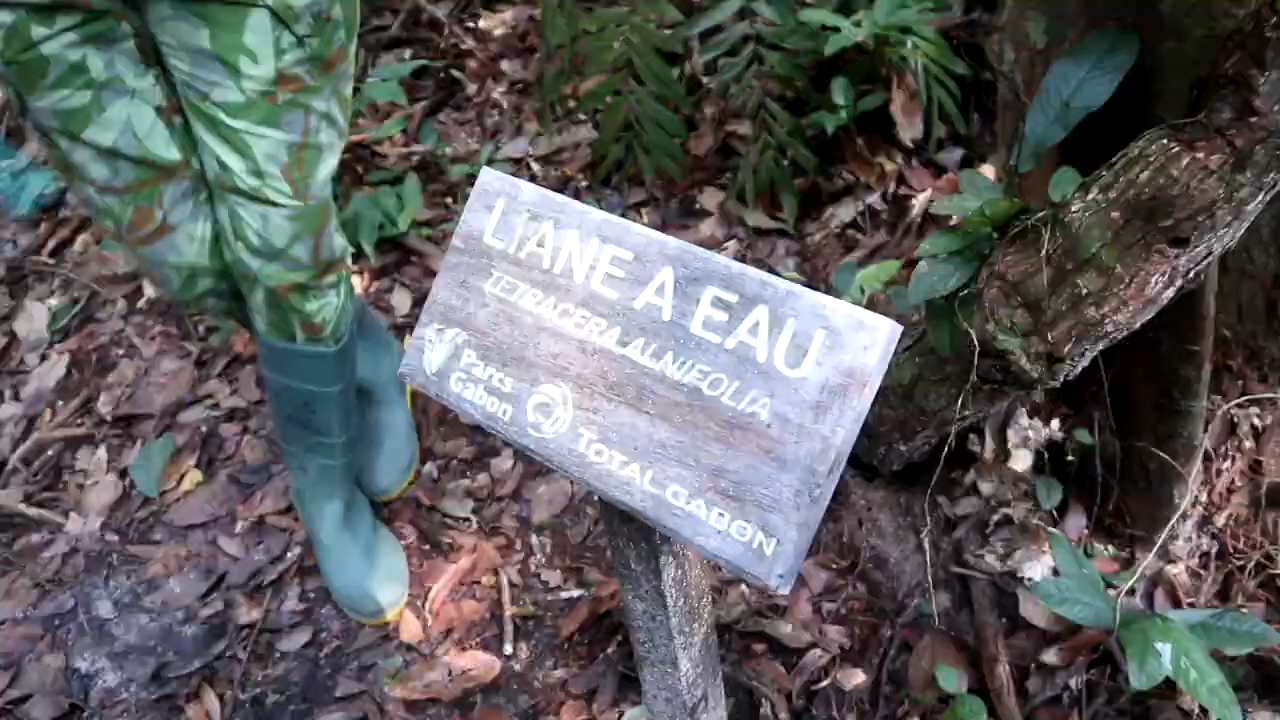 LIANE A EAU
TETRACERA ALNIFOLIA
Parcs
Gabon
TOTAL GABON